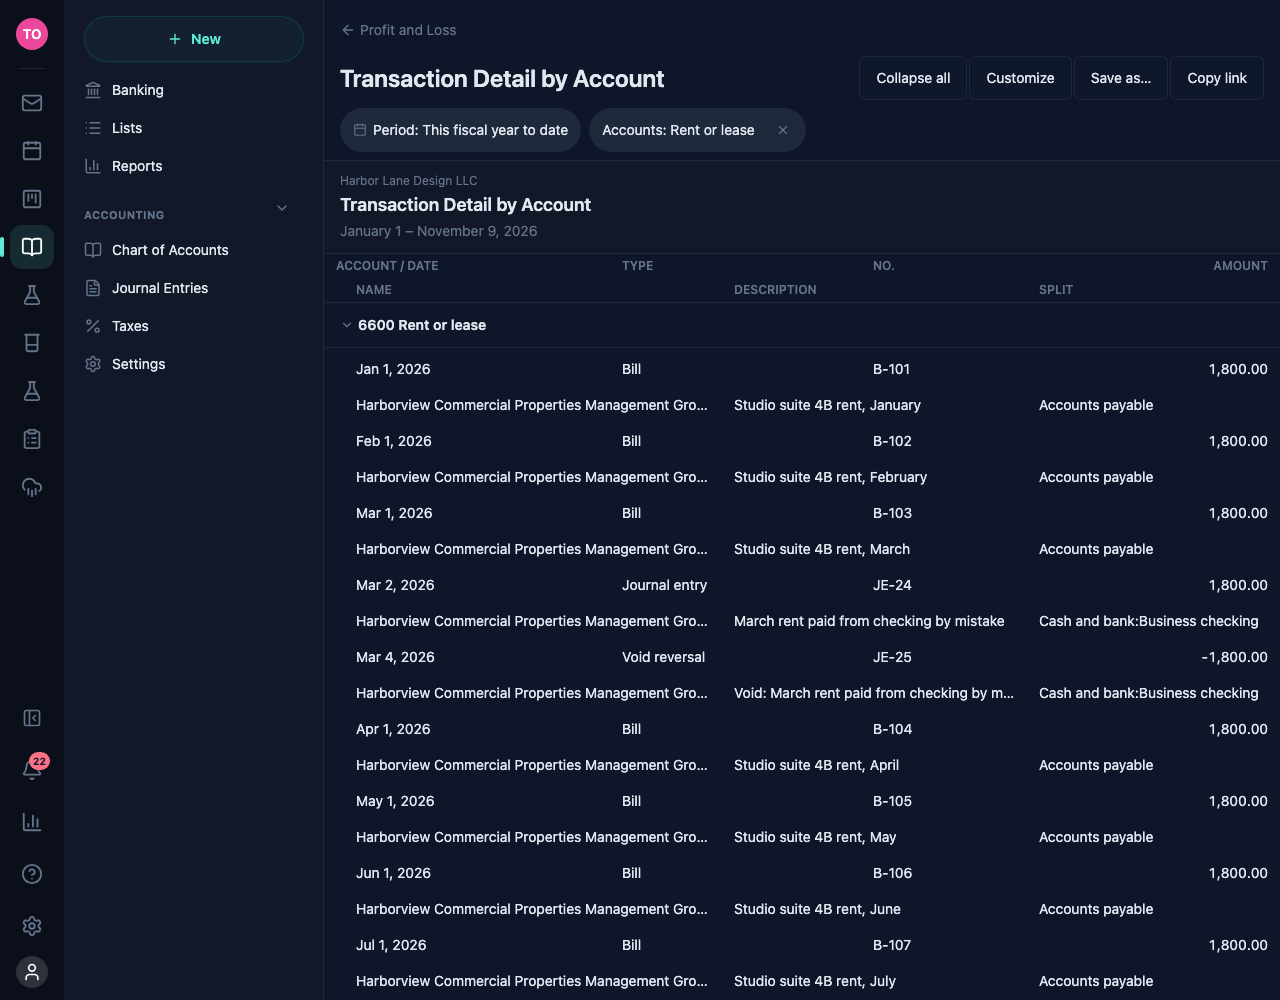 TO
New
Banking
Lists
Reports
ACCOUNTING
Chart of Accounts
Journal Entries
Taxes
Settings
22
Profit and Loss
Transaction Detail by Account
Collapse all
Customize
Save as...
Copy link
Period: This fiscal year to date
Accounts: Rent or lease
Harbor Lane Design LLC
Transaction Detail by Account
January 1 – November 9, 2026
ACCOUNT / DATE TYPE NO. AMOUNT
NAME DESCRIPTION SPLIT
6600 Rent or lease
Jan 1, 2026 Bill B-101 1,800.00
Harborview Commercial Properties Management Gro... Studio suite 4B rent, January Accounts payable
Feb 1, 2026 Bill B-102 1,800.00
Harborview Commercial Properties Management Gro... Studio suite 4B rent, February Accounts payable
Mar 1, 2026 Bill B-103 1,800.00
Harborview Commercial Properties Management Gro... Studio suite 4B rent, March Accounts payable
Mar 2, 2026 Journal entry JE-24 1,800.00
Harborview Commercial Properties Management Gro... March rent paid from checking by mistake Cash and bank:Business checking
Mar 4, 2026 Void reversal JE-25 -1,800.00
Harborview Commercial Properties Management Gro... Void: March rent paid from checking by m... Cash and bank:Business checking
Apr 1, 2026 Bill B-104 1,800.00
Harborview Commercial Properties Management Gro... Studio suite 4B rent, April Accounts payable
May 1, 2026 Bill B-105 1,800.00
Harborview Commercial Properties Management Gro... Studio suite 4B rent, May Accounts payable
Jun 1, 2026 Bill B-106 1,800.00
Harborview Commercial Properties Management Gro... Studio suite 4B rent, June Accounts payable
Jul 1, 2026 Bill B-107 1,800.00
Harborview Commercial Properties Management Gro... Studio suite 4B rent, July Accounts payable